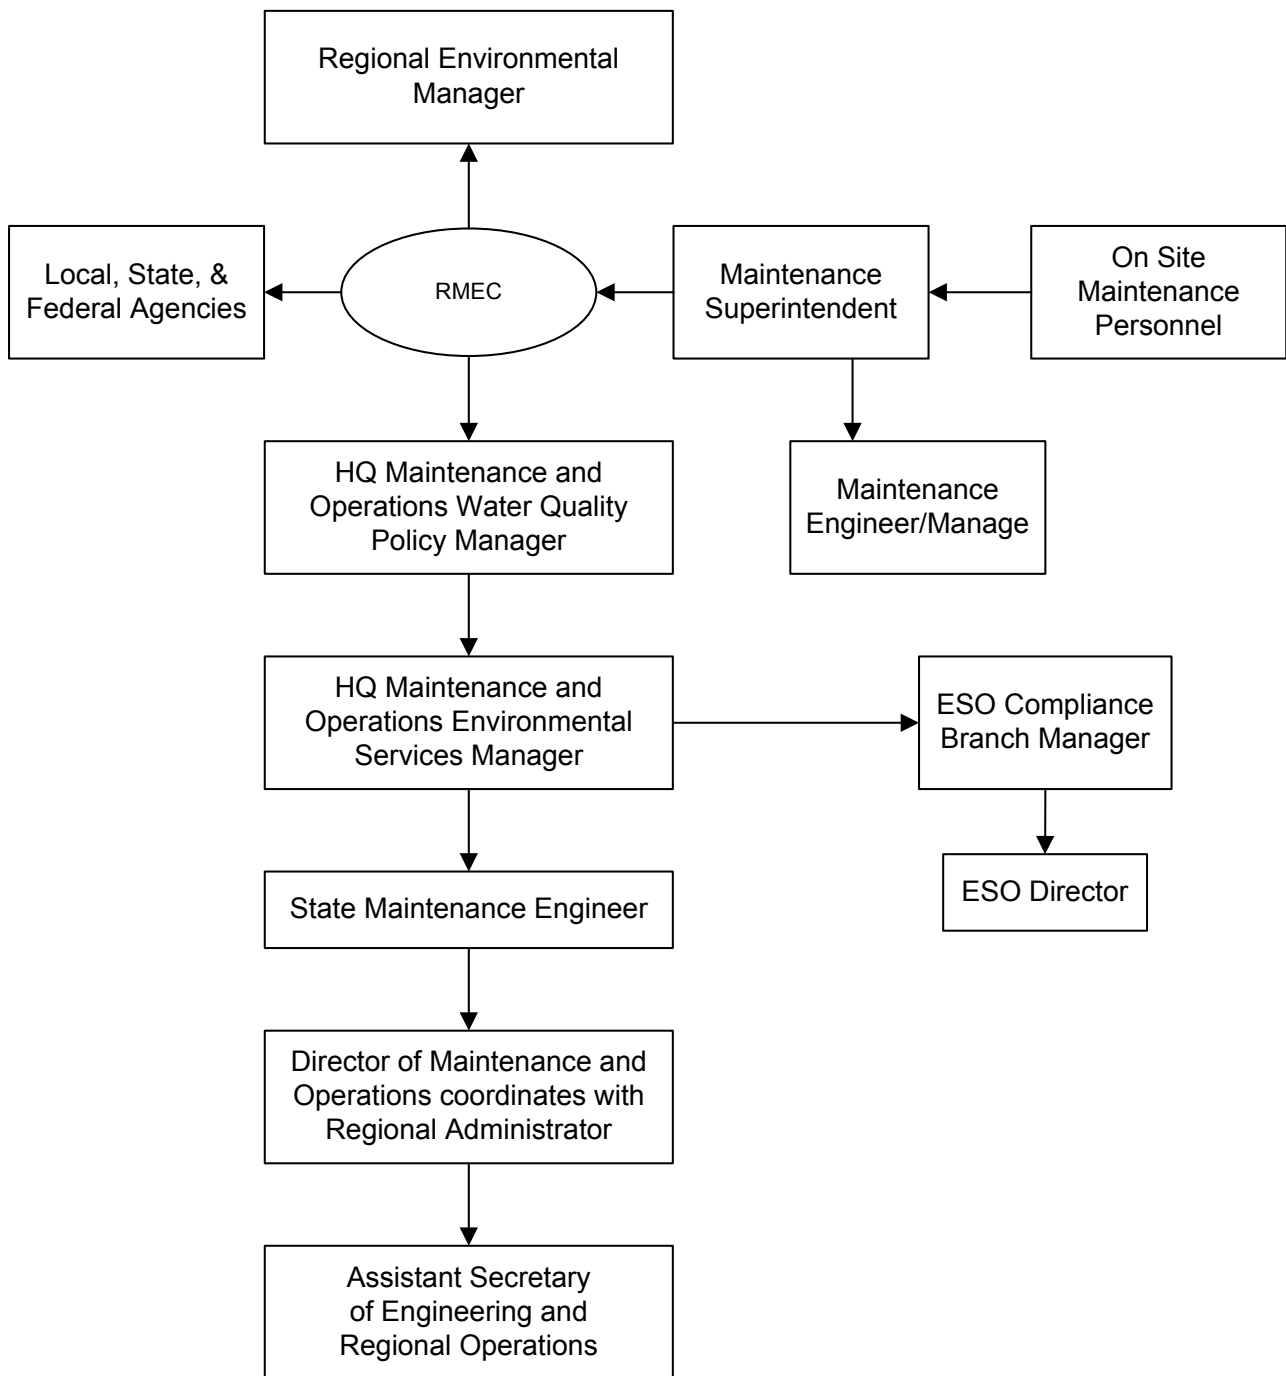 Regional Environmental
Manager
Local, State, &
Federal Agencies
RMEC
Maintenance
Superintendent
On Site
Maintenance
Personnel
HQ Maintenance and
Operations Water Quality
Policy Manager
Maintenance
Engineer/Manage
HQ Maintenance and
Operations Environmental
Services Manager
ESO Compliance
Branch Manager
State Maintenance Engineer
ESO Director
Director of Maintenance and
Operations coordinates with
Regional Administrator
Assistant Secretary
of Engineering and
Regional Operations